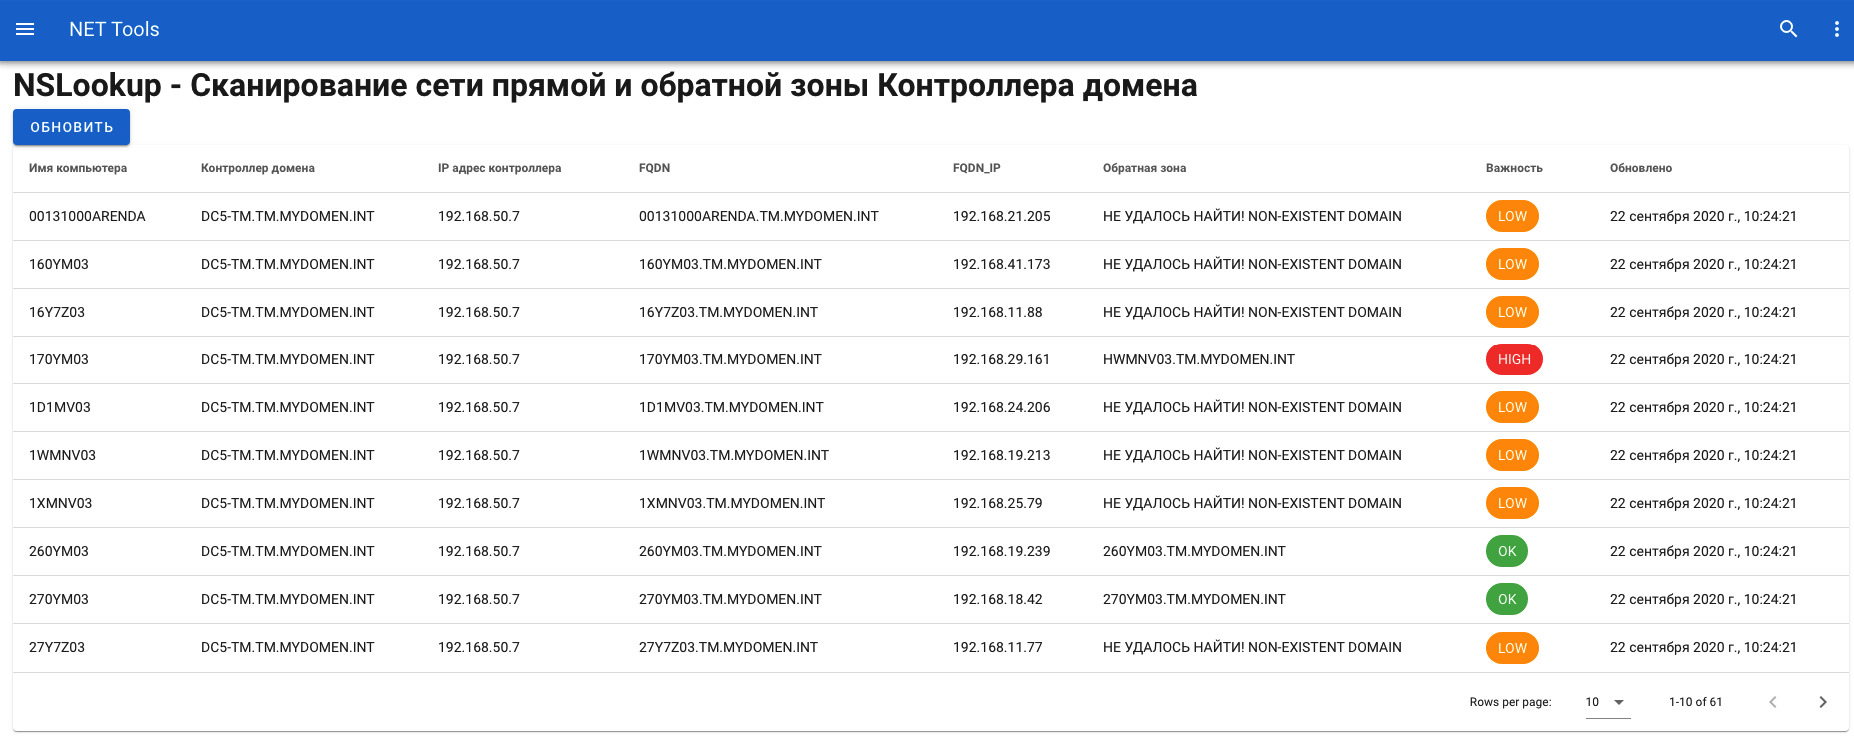 NET Tools
NSLookup - Сканирование сети прямой и обратной зоны Контроллера домена
ОБНОВИТЬ
Имя компьютера Контроллер домена IP адрес контроллера FQDN FQDN_IP Обратная зона Важность Обновлено
00131000ARENDA DC5-TM.TM.MYDOMEN.INT 192.168.50.7 00131000ARENDA.TM.MYDOMEN.INT 192.168.21.205 НЕ УДАЛОСЬ НАЙТИ! NON-EXISTENT DOMAIN LOW 22 сентября 2020 г., 10:24:21
160YM03 DC5-TM.TM.MYDOMEN.INT 192.168.50.7 160YM03.TM.MYDOMEN.INT 192.168.41.173 НЕ УДАЛОСЬ НАЙТИ! NON-EXISTENT DOMAIN LOW 22 сентября 2020 г., 10:24:21
16Y7Z03 DC5-TM.TM.MYDOMEN.INT 192.168.50.7 16Y7Z03.TM.MYDOMEN.INT 192.168.11.88 НЕ УДАЛОСЬ НАЙТИ! NON-EXISTENT DOMAIN LOW 22 сентября 2020 г., 10:24:21
170YM03 DC5-TM.TM.MYDOMEN.INT 192.168.50.7 170YM03.TM.MYDOMEN.INT 192.168.29.161 HWMNV03.TM.MYDOMEN.INT HIGH 22 сентября 2020 г., 10:24:21
1D1MV03 DC5-TM.TM.MYDOMEN.INT 192.168.50.7 1D1MV03.TM.MYDOMEN.INT 192.168.24.206 НЕ УДАЛОСЬ НАЙТИ! NON-EXISTENT DOMAIN LOW 22 сентября 2020 г., 10:24:21
1WMNV03 DC5-TM.TM.MYDOMEN.INT 192.168.50.7 1WMNV03.TM.MYDOMEN.INT 192.168.19.213 НЕ УДАЛОСЬ НАЙТИ! NON-EXISTENT DOMAIN LOW 22 сентября 2020 г., 10:24:21
1XMNV03 DC5-TM.TM.MYDOMEN.INT 192.168.50.7 1XMNV03.TM.MYDOMEN.INT 192.168.25.79 НЕ УДАЛОСЬ НАЙТИ! NON-EXISTENT DOMAIN LOW 22 сентября 2020 г., 10:24:21
260YM03 DC5-TM.TM.MYDOMEN.INT 192.168.50.7 260YM03.TM.MYDOMEN.INT 192.168.19.239 260YM03.TM.MYDOMEN.INT OK 22 сентября 2020 г., 10:24:21
270YM03 DC5-TM.TM.MYDOMEN.INT 192.168.50.7 270YM03.TM.MYDOMEN.INT 192.168.18.42 270YM03.TM.MYDOMEN.INT OK 22 сентября 2020 г., 10:24:21
27Y7Z03 DC5-TM.TM.MYDOMEN.INT 192.168.50.7 27Y7Z03.TM.MYDOMEN.INT 192.168.11.77 НЕ УДАЛОСЬ НАЙТИ! NON-EXISTENT DOMAIN LOW 22 сентября 2020 г., 10:24:21
Rows per page: 10 1-10 of 61